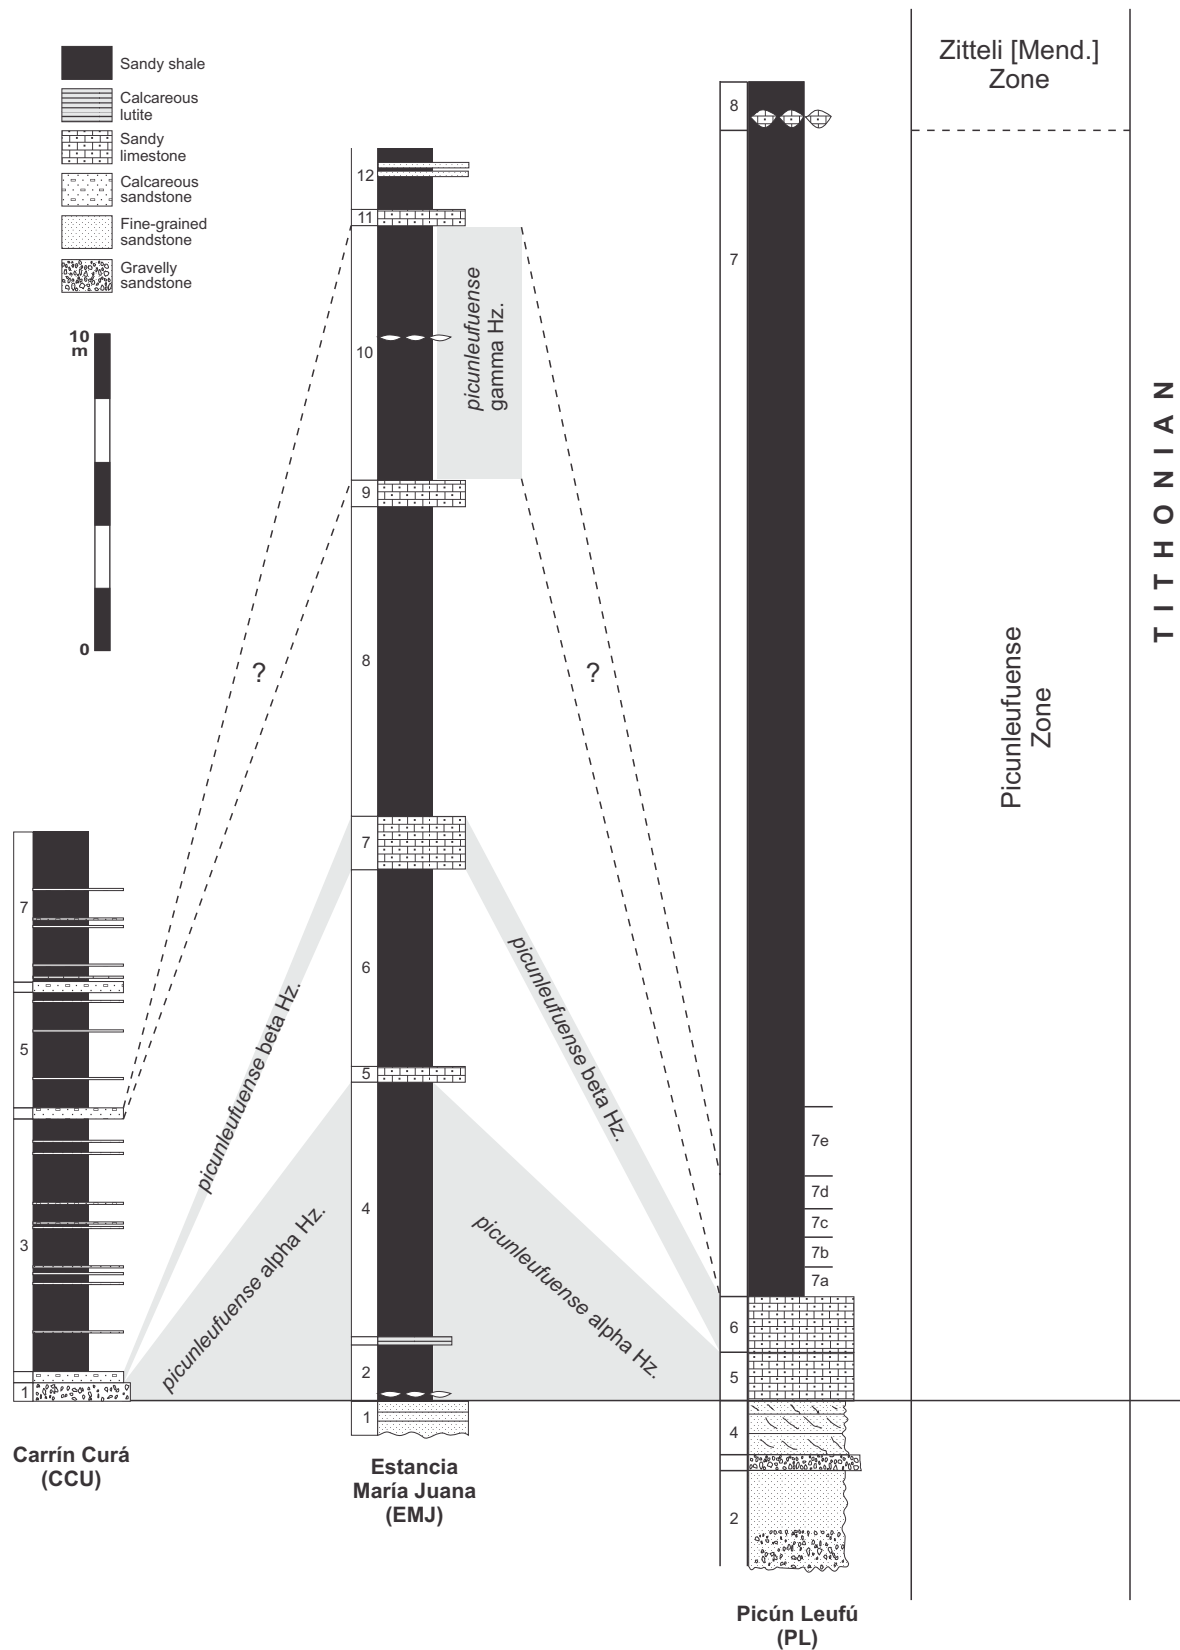 Sandy shale
Calcareous
lutite
Sandy
limestone
Calcareous
sandstone
Fine-grained
sandstone
Gravelly
sandstone
10
m
0
7
5
3
1
Carrín Curá
(CCU)
?
picunleufuense beta Hz.
picunleufuense alpha Hz.
12
11
10
9
8
7
6
5
4
2
1
Estancia
María Juana
(EMJ)
picunleufuense
gamma Hz.
?
picunleufuense beta Hz.
picunleufuense alpha Hz.
8
7
7e
7d
7c
7b
7a
6
5
4
2
Picún Leufú
(PL)
Zitteli [Mend.]
Zone
Picunleufuense
Zone
TITHONIAN